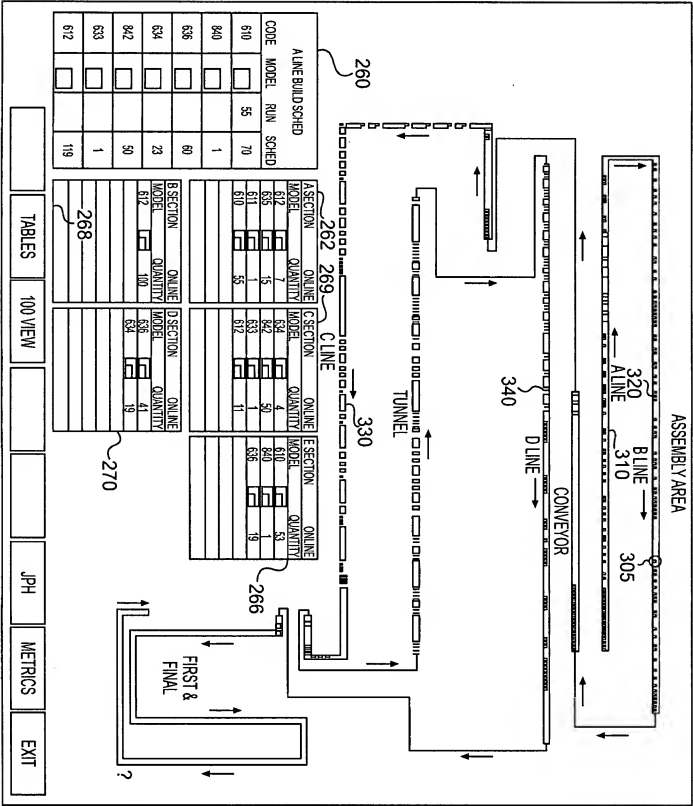 ASSEMBLY AREA
B LINE
305
320
310
A LINE
CONVEYOR
D LINE
340
TUNNEL
330
C LINE
FIRST &
FINAL
?
260
262
269
266
A LINE BUILD SCHED
CODE MODEL RUN SCHED
610 55 70
840 1
636 60
634 23
842 50
633 1
612 119
A SECTION ONLINE
MODEL QUANTITY
612 7
635 15
611 1
610 55
C SECTION ONLINE
MODEL QUANTITY
634 4
842 50
633 1
612 11
E SECTION ONLINE
MODEL QUANTITY
610 53
840 1
636 19
B SECTION ONLINE
MODEL QUANTITY
612 100
D SECTION ONLINE
MODEL QUANTITY
636 41
634 19
268
270
TABLES
100 VIEW
JPH
METRICS
EXIT